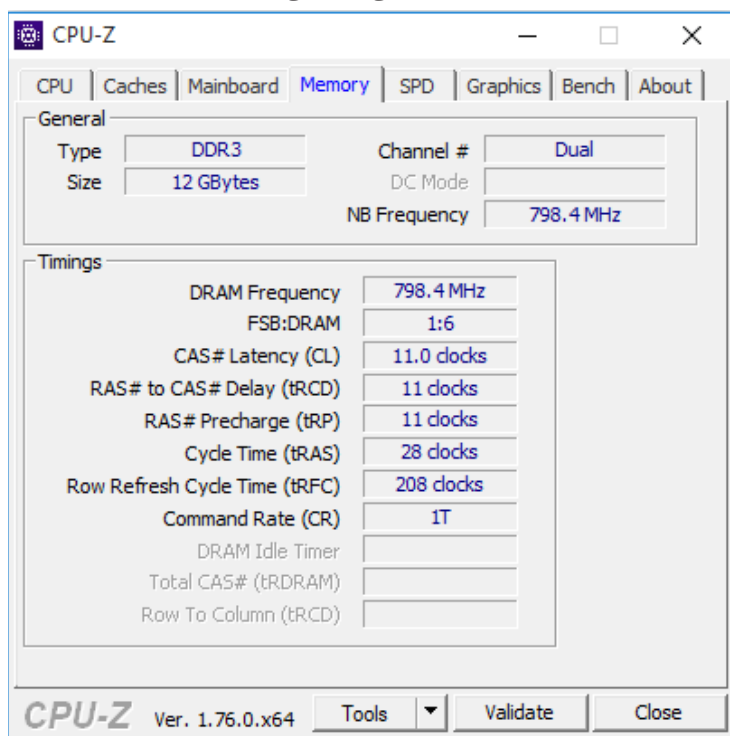 CPU-Z
CPU Caches Mainboard Memory SPD Graphics Bench About
General
Type DDR3 Channel # Dual
Size 12 GBytes DC Mode
NB Frequency 798.4 MHz
Timings
DRAM Frequency 798.4 MHz
FSB:DRAM 1:6
CAS# Latency (CL) 11.0 clocks
RAS# to CAS# Delay (tRCD) 11 clocks
RAS# Precharge (tRP) 11 clocks
Cycle Time (tRAS) 28 clocks
Row Refresh Cycle Time (tRFC) 208 clocks
Command Rate (CR) 1T
DRAM Idle Timer
Total CAS# (tRDRAM)
Row To Column (tRCD)
CPU-Z Ver. 1.76.0.x64 Tools Validate Close